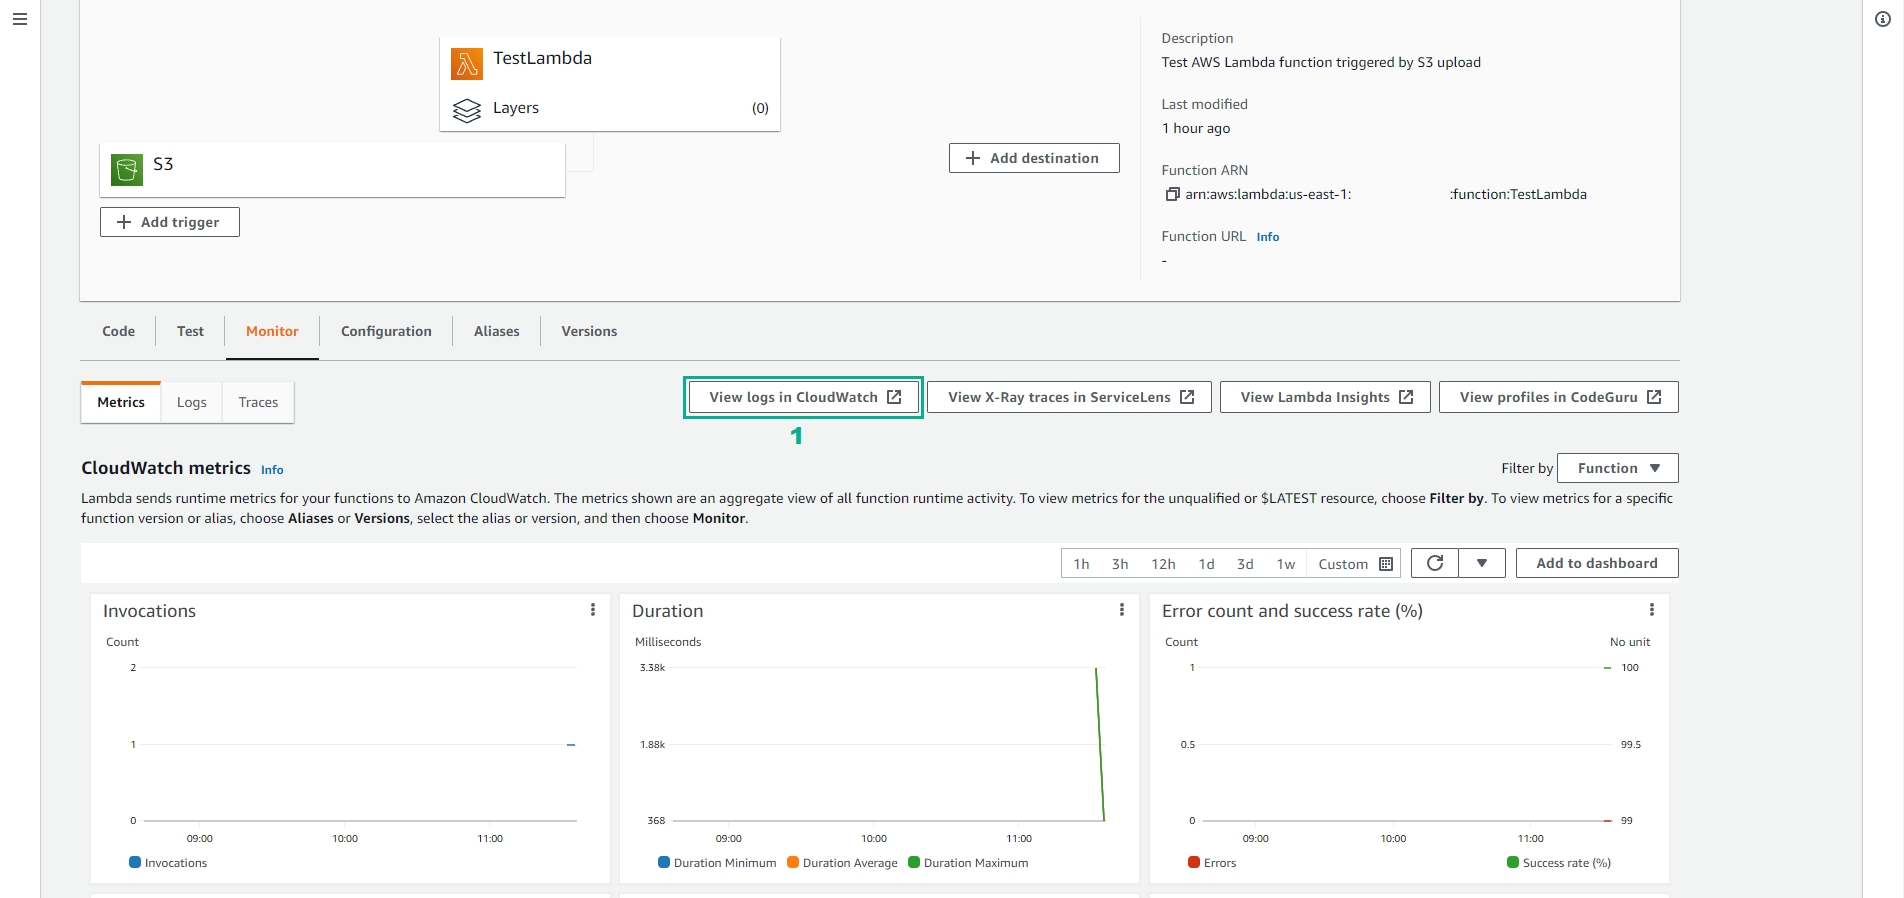 TestLambda
Layers (0)
S3
Add trigger
Add destination
Description
Test AWS Lambda function triggered by S3 upload
Last modified
1 hour ago
Function ARN
arn:aws:lambda:us-east-1: :function:TestLambda
Function URL Info
-
Code Test Monitor Configuration Aliases Versions
Metrics Logs Traces
View logs in CloudWatch View X-Ray traces in ServiceLens View Lambda Insights View profiles in CodeGuru
1
CloudWatch metrics Info
Filter by Function
Lambda sends runtime metrics for your functions to Amazon CloudWatch. The metrics shown are an aggregate view of all function runtime activity. To view metrics for the unqualified or $LATEST resource, choose Filter by. To view metrics for a specific
function version or alias, choose Aliases or Versions, select the alias or version, and then choose Monitor.
1h 3h 12h 1d 3d 1w Custom Add to dashboard
Invocations
Count
2
1
0
09:00 10:00 11:00
Invocations
Duration
Milliseconds
3.38k
1.88k
368
09:00 10:00 11:00
Duration Minimum Duration Average Duration Maximum
Error count and success rate (%)
Count No unit
1 100
0.5 99.5
0 99
09:00 10:00 11:00
Errors Success rate (%)